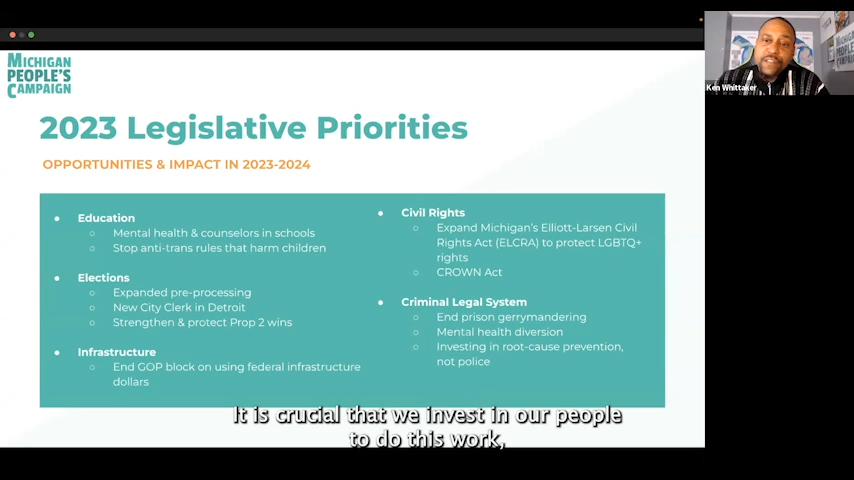 MICHIGAN
PEOPLE'S
CAMPAIGN
2023 Legislative Priorities
OPPORTUNITIES & IMPACT IN 2023-2024
● Education
○ Mental health & counselors in schools
○ Stop anti-trans rules that harm children
● Elections
○ Expanded pre-processing
○ New City Clerk in Detroit
○ Strengthen & protect Prop 2 wins
● Infrastructure
○ End GOP block on using federal infrastructure
dollars
● Civil Rights
○ Expand Michigan's Elliott-Larsen Civil
Rights Act (ELCRA) to protect LGBTQ+
rights
○ CROWN Act
● Criminal Legal System
○ End prison gerrymandering
○ Mental health diversion
○ Investing in root-cause prevention,
not police
Ken Whittaker
MICHIGAN
PEOPLE'S
CAMPAIGN
It is crucial that we invest in our people
to do this work,